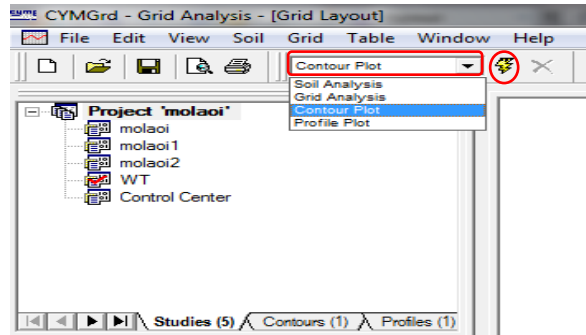 CYME CYMGrd - Grid Analysis - [Grid Layout]
File Edit View Soil Grid Table Window Help
Contour Plot
Soil Analysis
Grid Analysis
Contour Plot
Profile Plot
Project 'molaoi'
molaoi
molaoi1
molaoi2
WT
Control Center
Studies (5) Contours (1) Profiles (1)